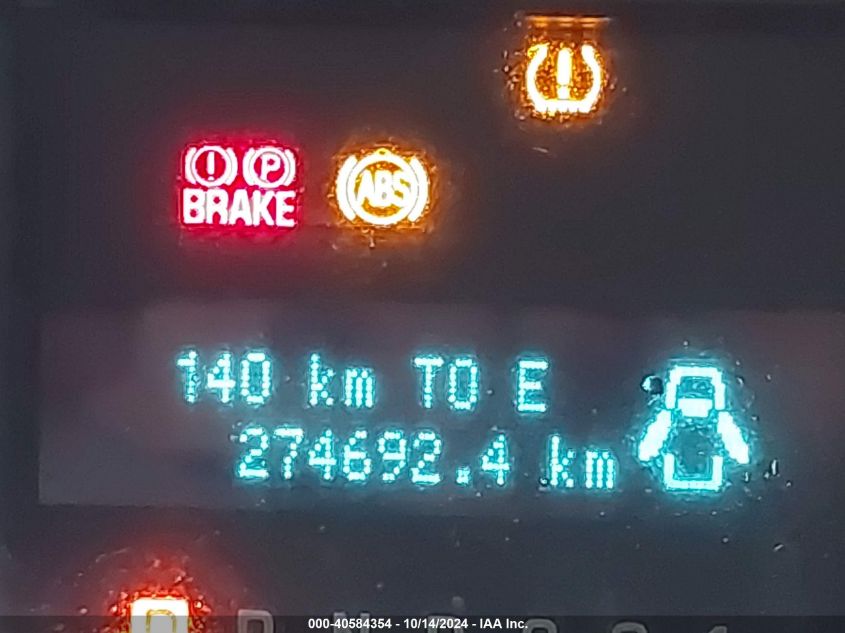 ! P
BRAKE
ABS
!
140 km TO E
274692.4 km
000-40584354 - 10/14/2024 - IAA Inc.